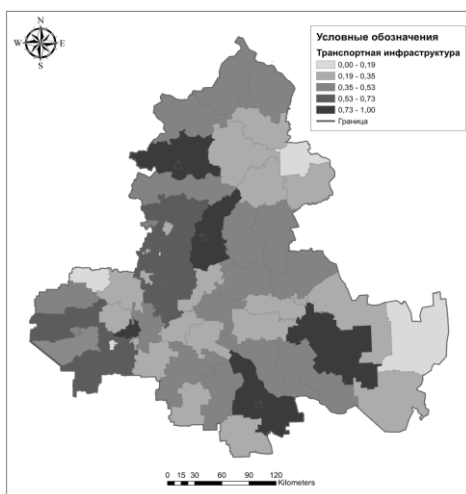 N
W E
S
Условные обозначения
Транспортная инфраструктура
0,00 - 0,19
0,19 - 0,35
0,35 - 0,53
0,53 - 0,73
0,73 - 1,00
Граница
0 15 30 60 90 120
Kilometers